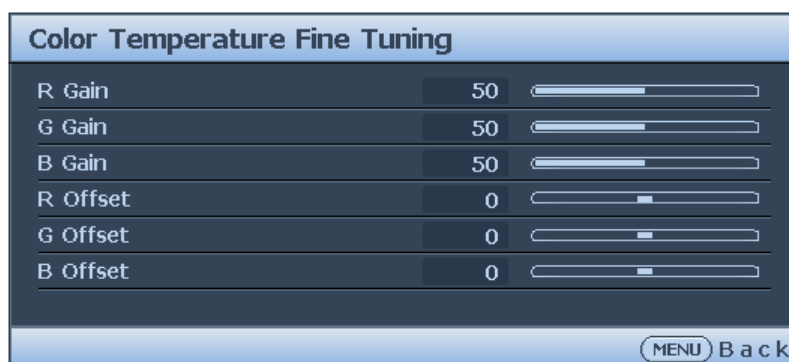 Color Temperature Fine Tuning
R Gain 50
G Gain 50
B Gain 50
R Offset 0
G Offset 0
B Offset 0
MENU Back